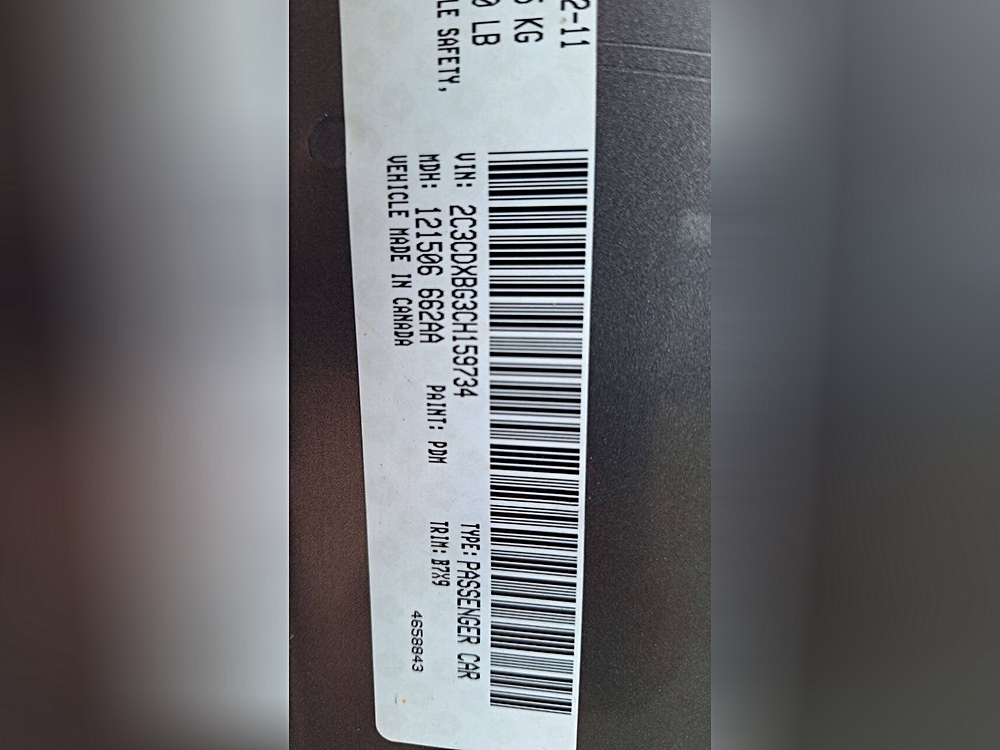 2-11
KG
0 LB
LE SAFETY,
VIN: 2C3CDXBG3CH159734 TYPE: PASSENGER CAR
MDH: 121506 662AA PAINT: PDM TRIM: B7X9
VEHICLE MADE IN CANADA 4658843